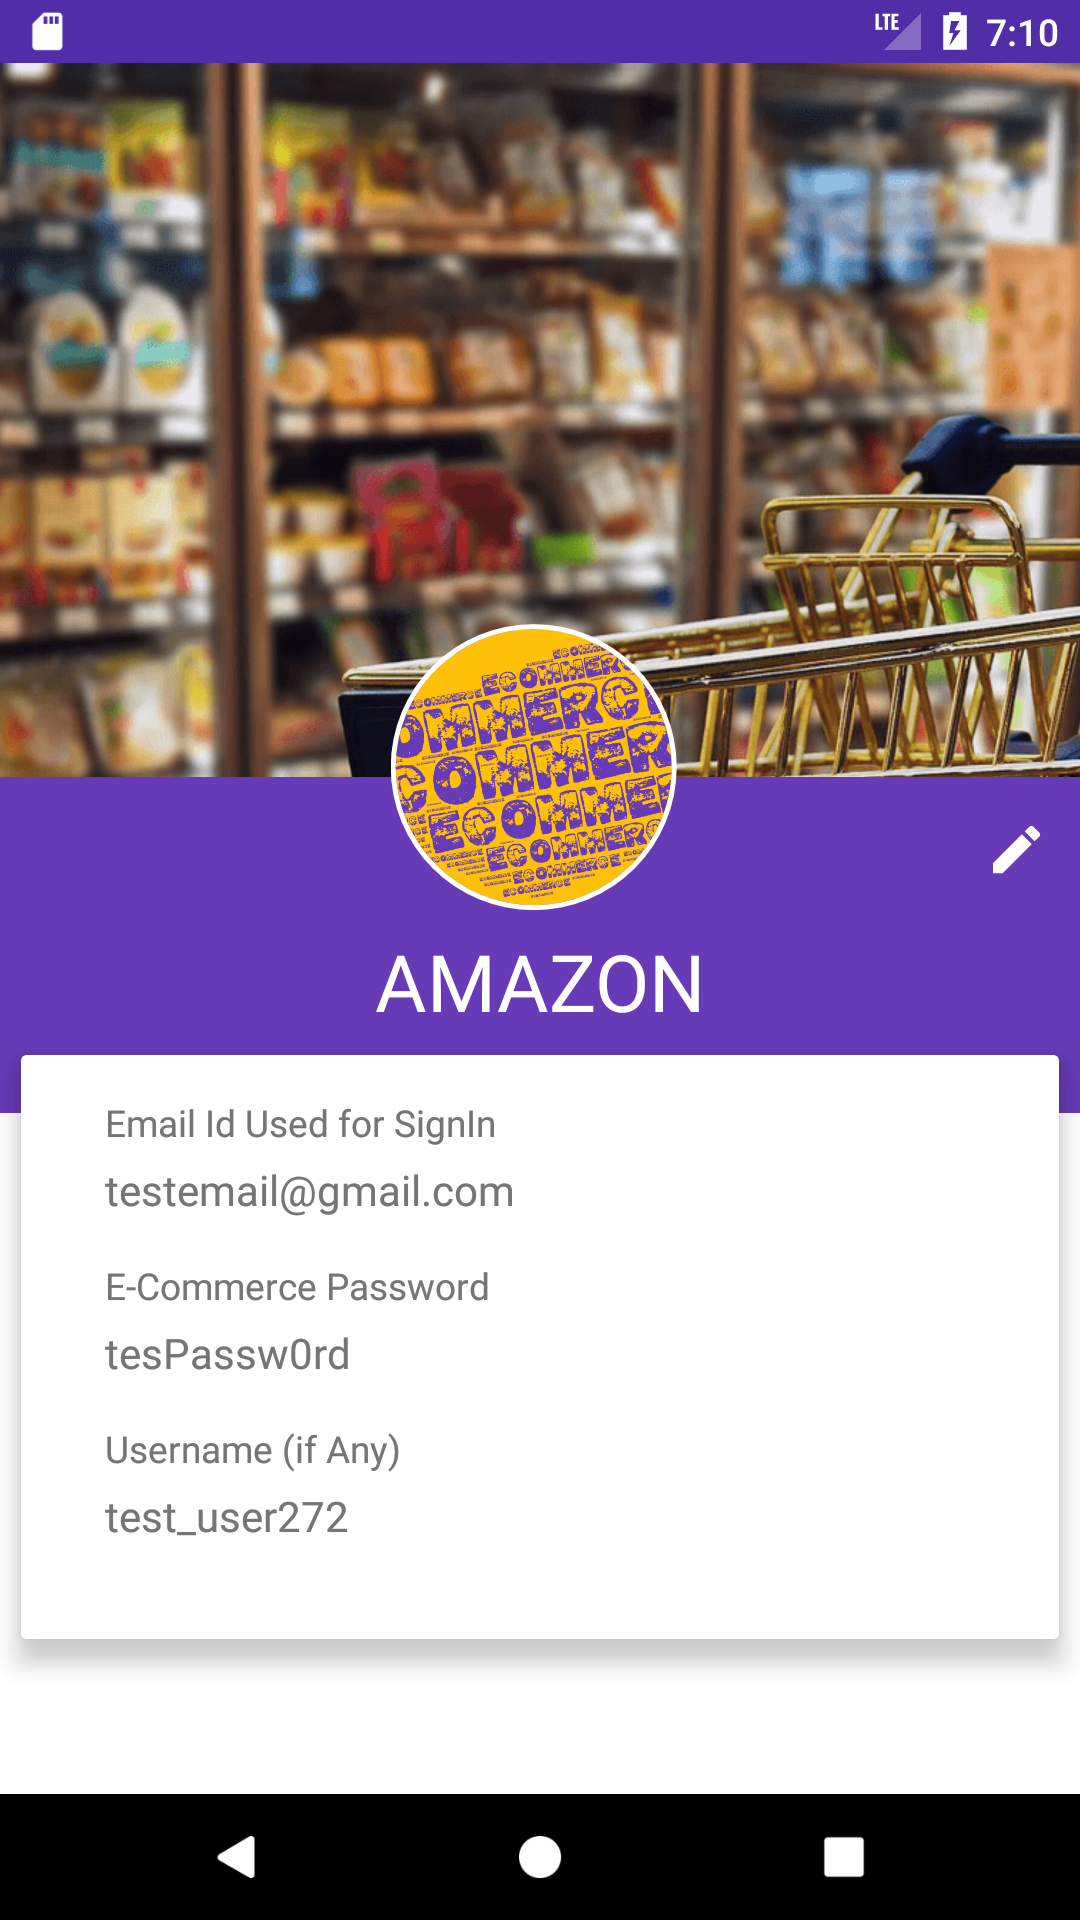 LTE 7:10
ECOMMERCE
COMMERCE
ECOMMERCE
ECOMMERCE
ECOMMERCE
ECOMMERCE
AMAZON
Email Id Used for SignIn
testemail@gmail.com
E-Commerce Password
tesPassw0rd
Username (if Any)
test_user272